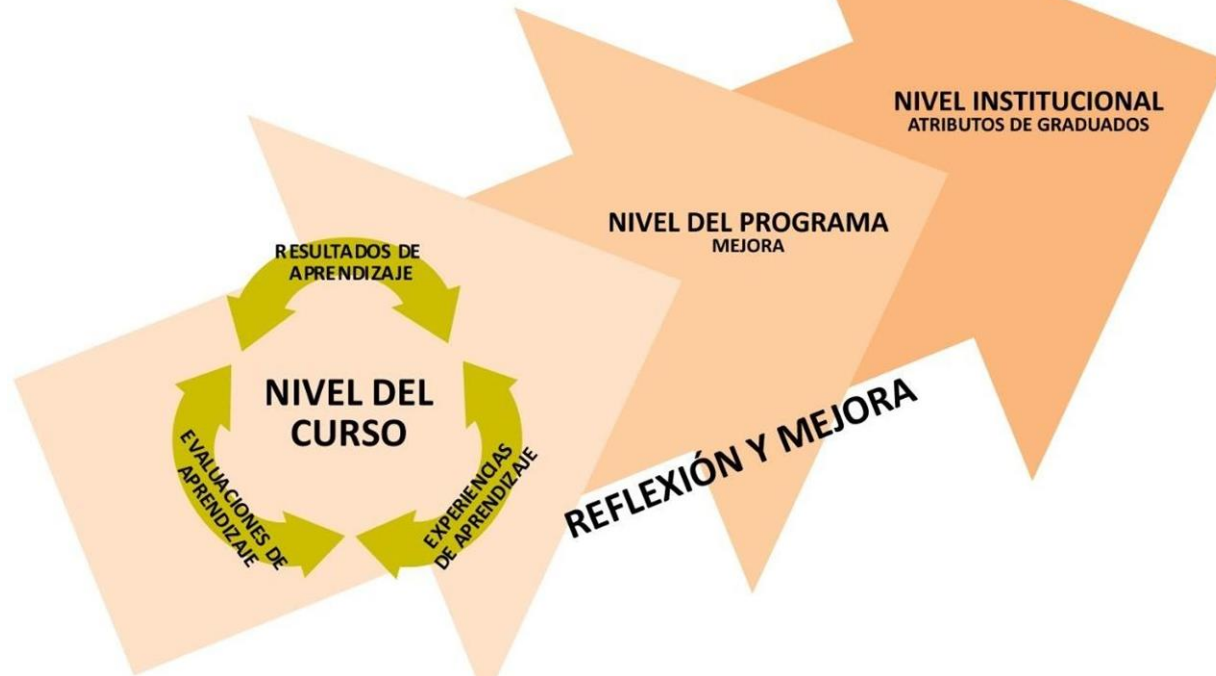 NIVEL INSTITUCIONAL
ATRIBUTOS DE GRADUADOS
NIVEL DEL PROGRAMA
MEJORA
RESULTADOS DE
APRENDIZAJE
NIVEL DEL
CURSO
EVALUACIONES DE
APRENDIZAJE
EXPERIENCIAS
DE APRENDIZAJE
REFLEXIÓN Y MEJORA